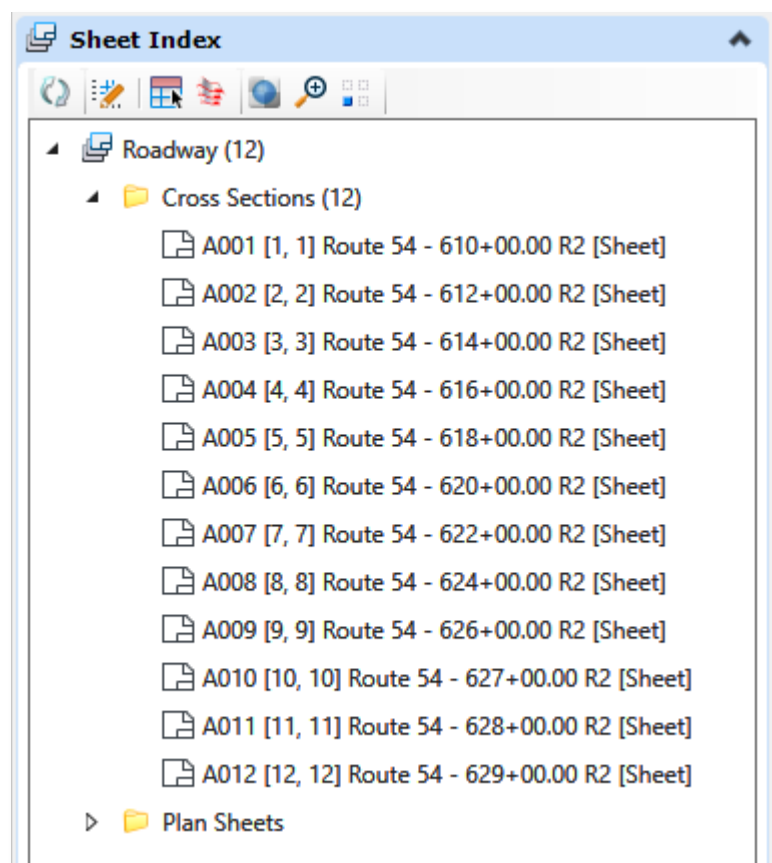 Sheet Index
Roadway (12)
Cross Sections (12)
A001 [1, 1] Route 54 - 610+00.00 R2 [Sheet]
A002 [2, 2] Route 54 - 612+00.00 R2 [Sheet]
A003 [3, 3] Route 54 - 614+00.00 R2 [Sheet]
A004 [4, 4] Route 54 - 616+00.00 R2 [Sheet]
A005 [5, 5] Route 54 - 618+00.00 R2 [Sheet]
A006 [6, 6] Route 54 - 620+00.00 R2 [Sheet]
A007 [7, 7] Route 54 - 622+00.00 R2 [Sheet]
A008 [8, 8] Route 54 - 624+00.00 R2 [Sheet]
A009 [9, 9] Route 54 - 626+00.00 R2 [Sheet]
A010 [10, 10] Route 54 - 627+00.00 R2 [Sheet]
A011 [11, 11] Route 54 - 628+00.00 R2 [Sheet]
A012 [12, 12] Route 54 - 629+00.00 R2 [Sheet]
Plan Sheets